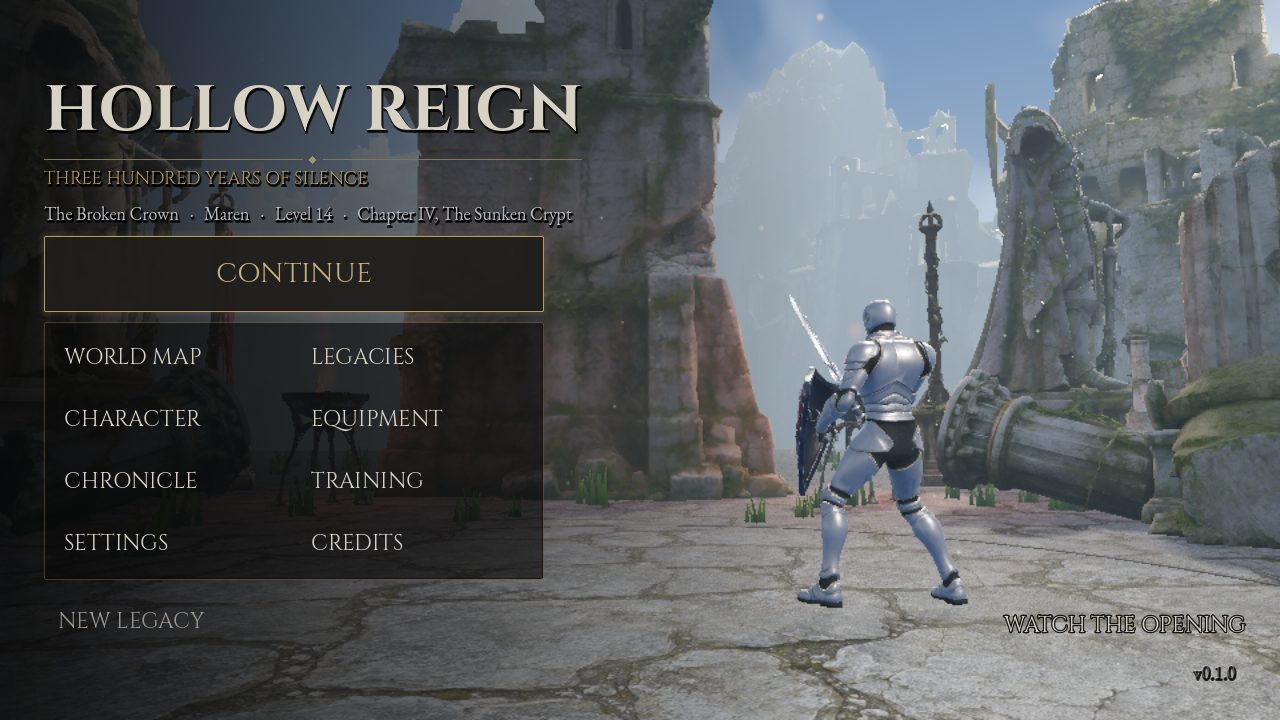 HOLLOW REIGN
THREE HUNDRED YEARS OF SILENCE
The Broken Crown · Maren · Level 14 · Chapter IV, The Sunken Crypt
CONTINUE
WORLD MAP
LEGACIES
CHARACTER
EQUIPMENT
CHRONICLE
TRAINING
SETTINGS
CREDITS
NEW LEGACY
WATCH THE OPENING
v0.1.0